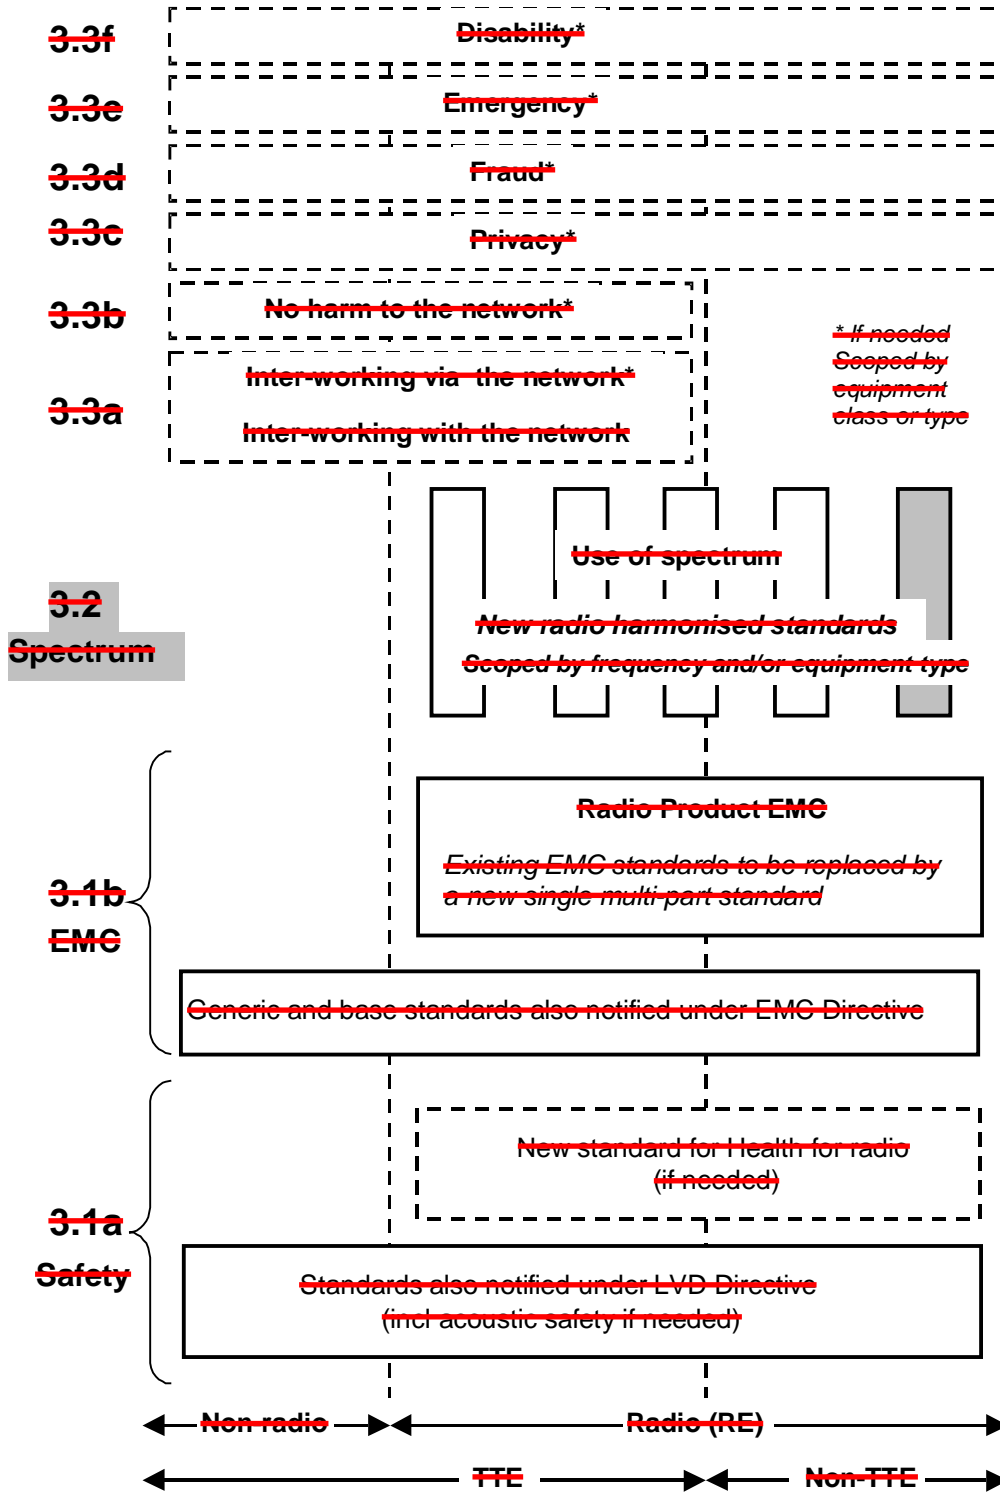 3.3f
Disability*
3.3e
Emergency*
3.3d
Fraud*
3.3c
Privacy*
3.3b
No harm to the network*
* If needed
Scoped by
equipment
class or type
3.3a
Inter-working via the network*
Inter-working with the network
Use of spectrum
3.2
Spectrum
New radio harmonised standards
Scoped by frequency and/or equipment type
Radio Product EMC
Existing EMC standards to be replaced by
a new single multi-part standard
3.1b
EMC
Generic and base standards also notified under EMC Directive
New standard for Health for radio
(if needed)
3.1a
Safety
Standards also notified under LVD Directive
(incl acoustic safety if needed)
Non-radio
Radio (RE)
TTE
Non-TTE